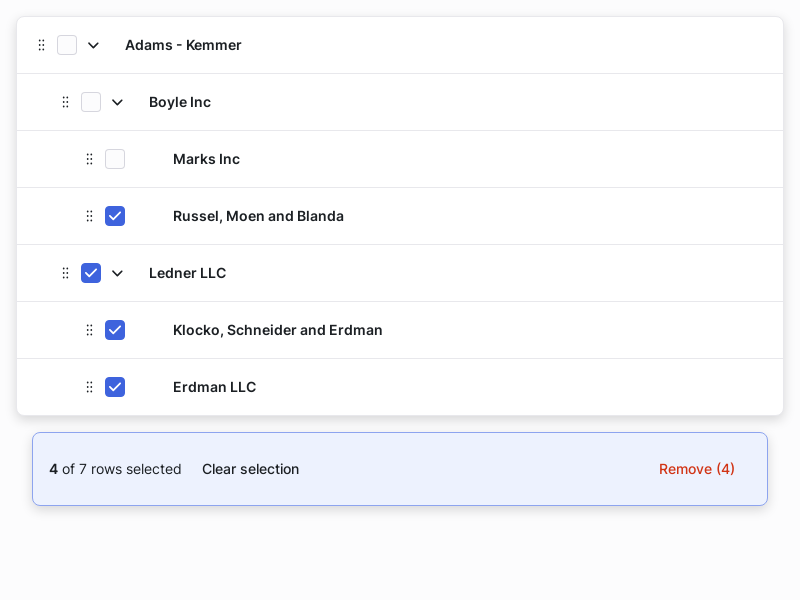 Adams - Kemmer
Boyle Inc
Marks Inc
Russel, Moen and Blanda
Ledner LLC
Klocko, Schneider and Erdman
Erdman LLC
4 of 7 rows selected Clear selection Remove (4)